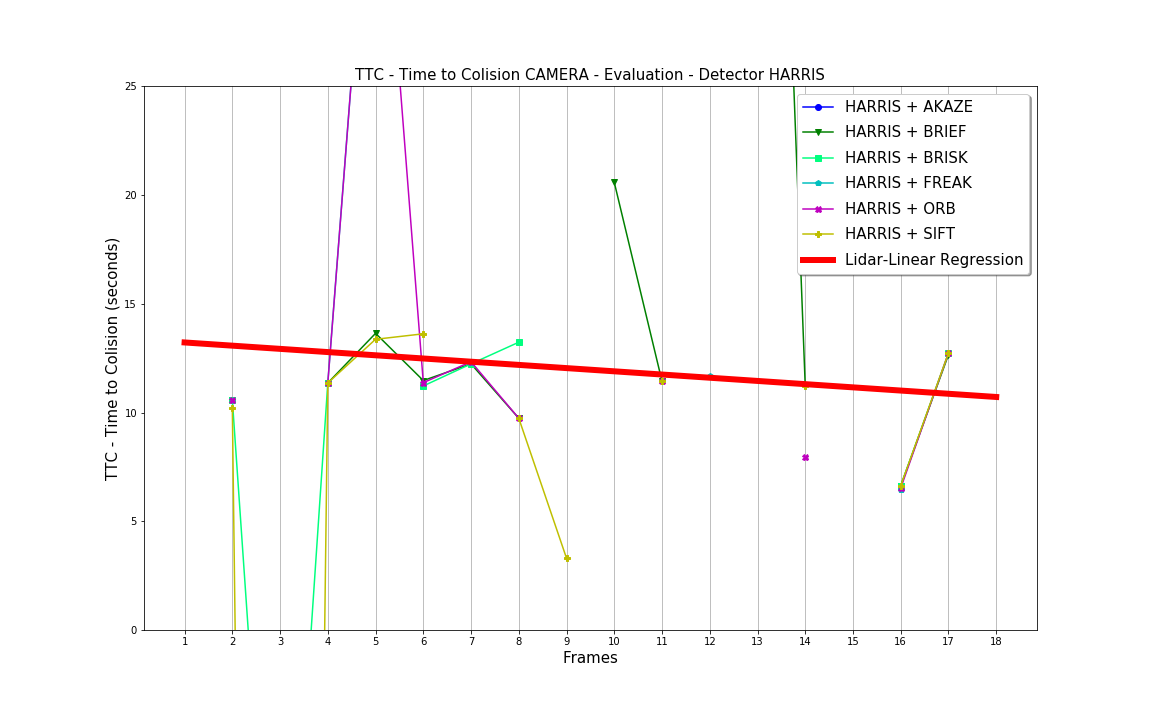 TTC - Time to Colision CAMERA - Evaluation - Detector HARRIS
25
20
15
10
5
0
TTC - Time to Colision (seconds)
HARRIS + AKAZE
HARRIS + BRIEF
HARRIS + BRISK
HARRIS + FREAK
HARRIS + ORB
HARRIS + SIFT
Lidar-Linear Regression
1 2 3 4 5 6 7 8 9 10 11 12 13 14 15 16 17 18
Frames